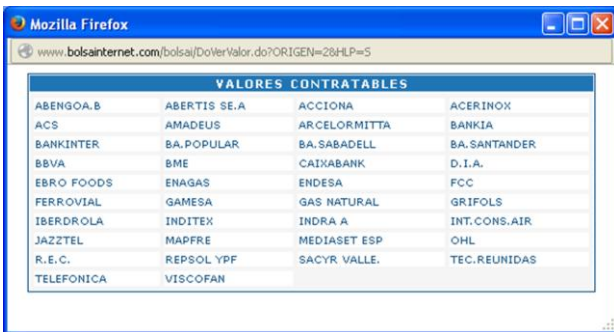 Mozilla Firefox
www.bolsainternet.com/bolsai/DoVerValor.do?ORIGEN=2&HLP=S
VALORES CONTRATABLES
ABENGOA.B ABERTIS SE.A ACCIONA ACERINOX
ACS AMADEUS ARCELORMITTA BANKIA
BANKINTER BA.POPULAR BA.SABADELL BA.SANTANDER
BBVA BME CAIXABANK D.I.A.
EBRO FOODS ENAGAS ENDESA FCC
FERROVIAL GAMESA GAS NATURAL GRIFOLS
IBERDROLA INDITEX INDRA A INT.CONS.AIR
JAZZTEL MAPFRE MEDIASET ESP OHL
R.E.C. REPSOL YPF SACYR VALLE. TEC.REUNIDAS
TELEFONICA VISCOFAN